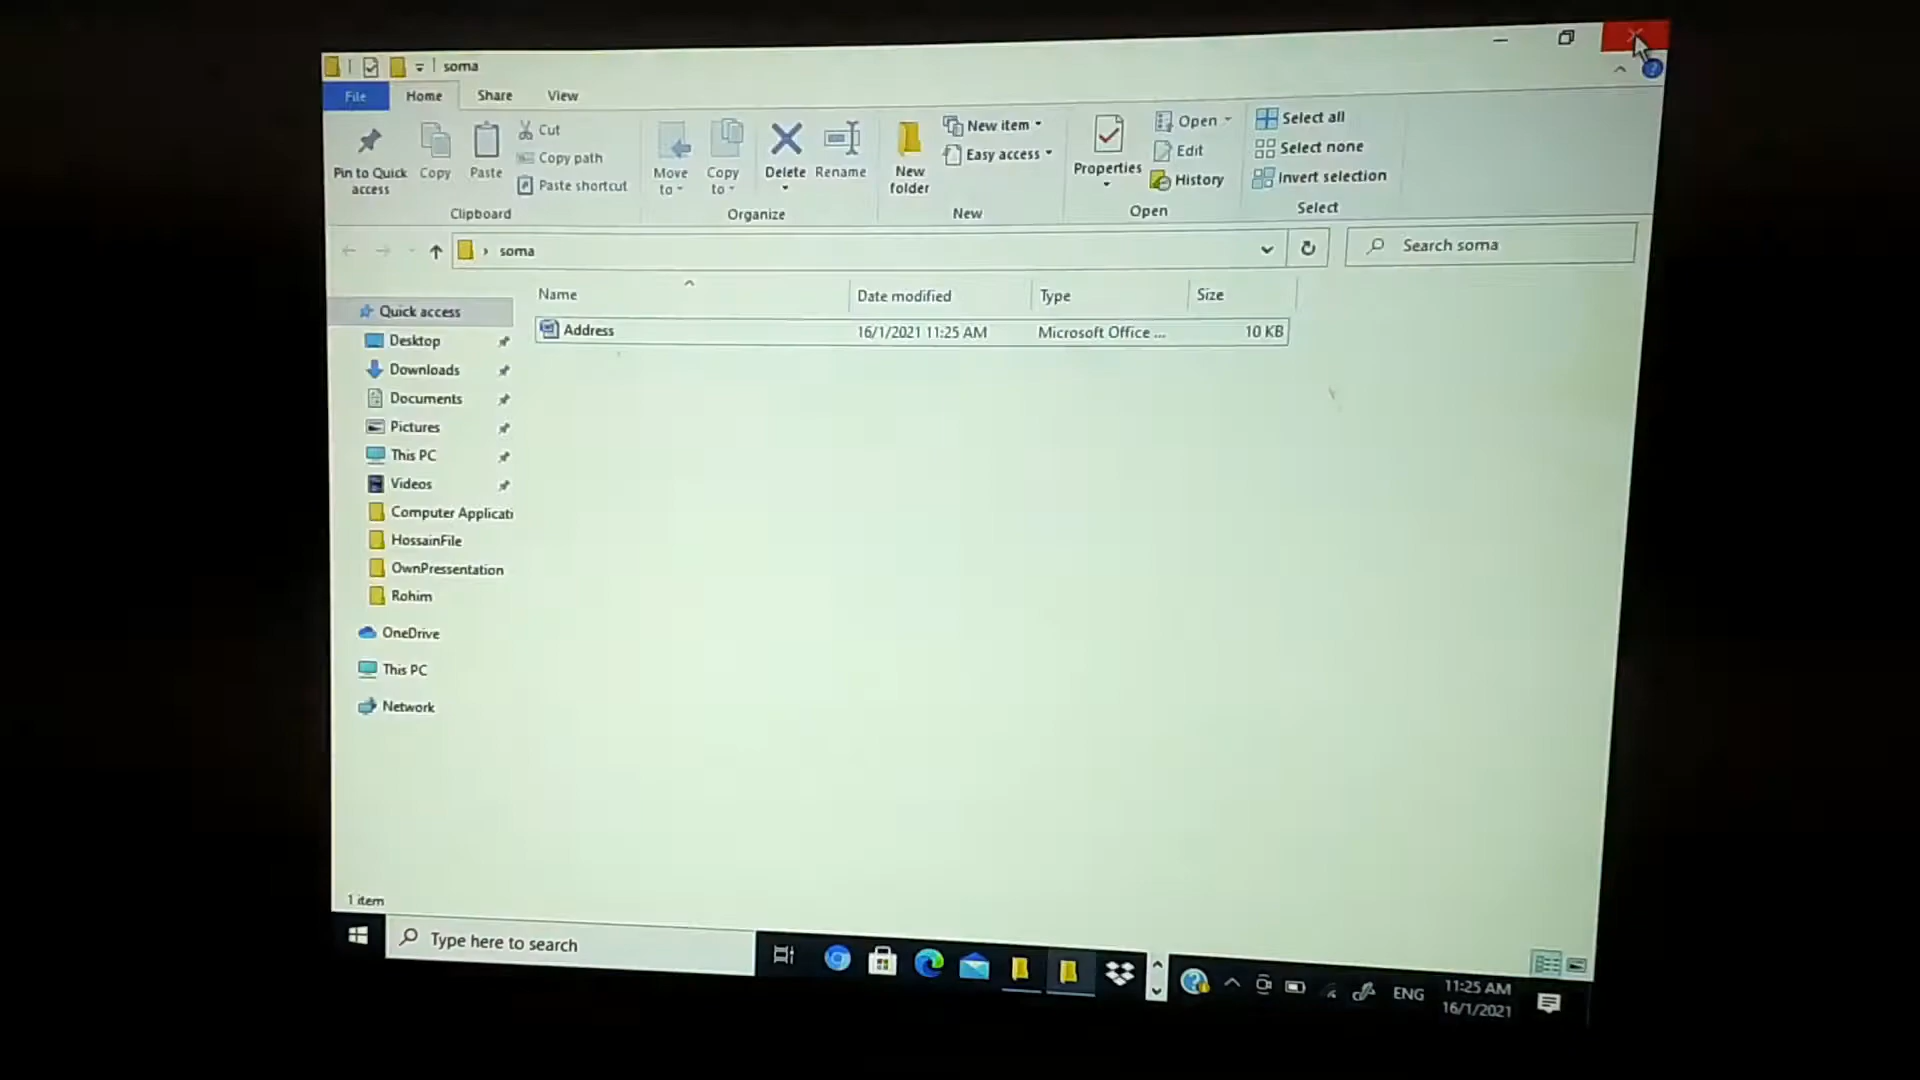 soma
File Home Share View
Pin to Quick access
Copy
Paste
Cut
Copy path
Paste shortcut
Clipboard
Move to
Copy to
Delete
Rename
Organize
New folder
New item
Easy access
New
Properties
Open
Edit
History
Open
Select all
Select none
Invert selection
Select
soma
Search soma
Name Date modified Type Size
Address 16/1/2021 11:25 AM Microsoft Office ... 10 KB
Quick access
Desktop
Downloads
Documents
Pictures
This PC
Videos
Computer Applicati
HossainFile
OwnPressentation
Rohim
OneDrive
This PC
Network
1 item
Type here to search
ENG
11:25 AM
16/1/2021